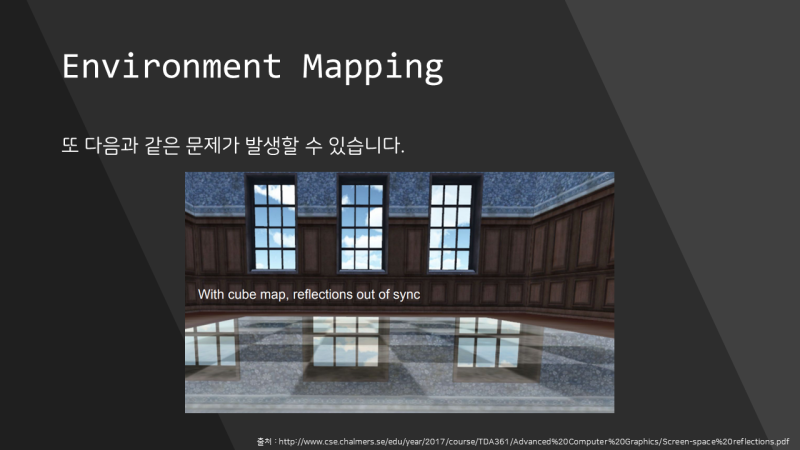 Environment Mapping
또 다음과 같은 문제가 발생할 수 있습니다.
With cube map, reflections out of sync
출처 : http://www.cse.chalmers.se/edu/year/2017/course/TDA361/Advanced%20Computer%20Graphics/Screen-space%20reflections.pdf